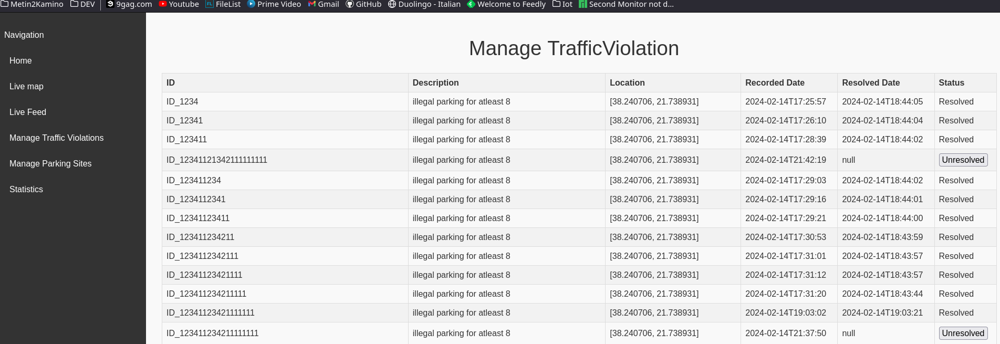 Metin2Kamino DEV 9gag.com Youtube FL FileList Prime Video Gmail GitHub Duolingo - Italian Welcome to Feedly Iot Second Monitor not d...
Navigation
Home
Live map
Live Feed
Manage Traffic Violations
Manage Parking Sites
Statistics
Manage TrafficViolation
ID Description Location Recorded Date Resolved Date Status
ID_1234 illegal parking for atleast 8 [38.240706, 21.738931] 2024-02-14T17:25:57 2024-02-14T18:44:05 Resolved
ID_12341 illegal parking for atleast 8 [38.240706, 21.738931] 2024-02-14T17:26:10 2024-02-14T18:44:04 Resolved
ID_123411 illegal parking for atleast 8 [38.240706, 21.738931] 2024-02-14T17:28:39 2024-02-14T18:44:02 Resolved
ID_12341121342111111111 illegal parking for atleast 8 [38.240706, 21.738931] 2024-02-14T21:42:19 null Unresolved
ID_123411234 illegal parking for atleast 8 [38.240706, 21.738931] 2024-02-14T17:29:03 2024-02-14T18:44:02 Resolved
ID_1234112341 illegal parking for atleast 8 [38.240706, 21.738931] 2024-02-14T17:29:16 2024-02-14T18:44:01 Resolved
ID_12341123411 illegal parking for atleast 8 [38.240706, 21.738931] 2024-02-14T17:29:21 2024-02-14T18:44:00 Resolved
ID_123411234211 illegal parking for atleast 8 [38.240706, 21.738931] 2024-02-14T17:30:53 2024-02-14T18:43:59 Resolved
ID_1234112342111 illegal parking for atleast 8 [38.240706, 21.738931] 2024-02-14T17:31:01 2024-02-14T18:43:57 Resolved
ID_12341123421111 illegal parking for atleast 8 [38.240706, 21.738931] 2024-02-14T17:31:12 2024-02-14T18:43:57 Resolved
ID_123411234211111 illegal parking for atleast 8 [38.240706, 21.738931] 2024-02-14T17:31:20 2024-02-14T18:43:44 Resolved
ID_12341123421111111 illegal parking for atleast 8 [38.240706, 21.738931] 2024-02-14T19:03:02 2024-02-14T19:03:21 Resolved
ID_123411234211111111 illegal parking for atleast 8 [38.240706, 21.738931] 2024-02-14T21:37:50 null Unresolved